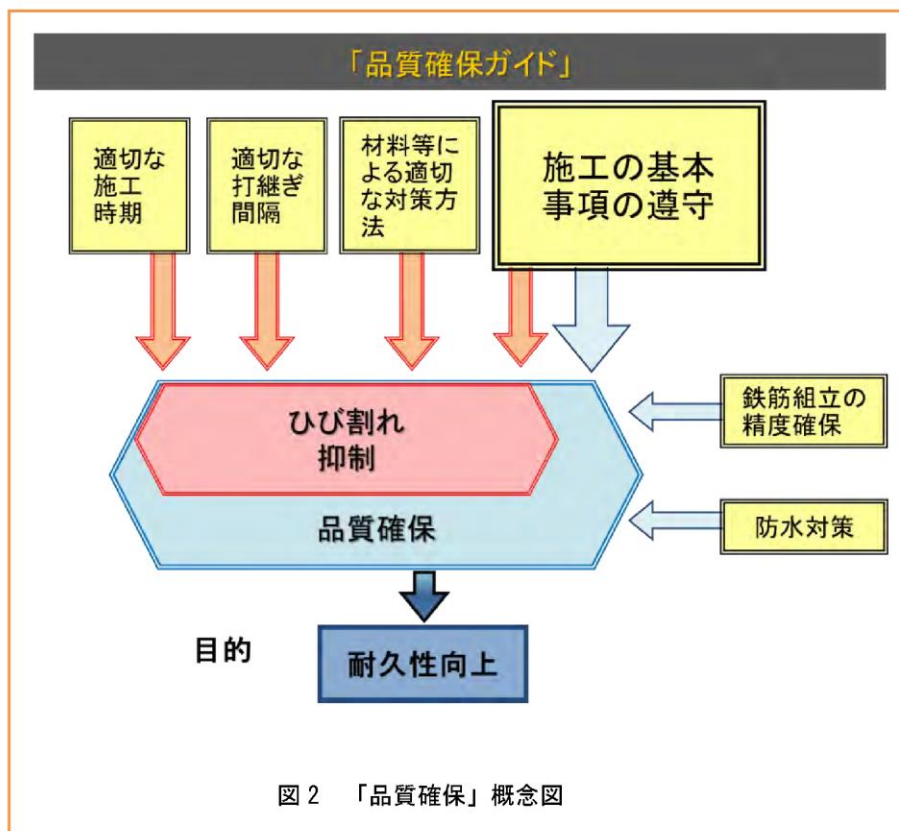 「品質確保ガイド」
適切な
施工
時期
適切な
打継ぎ
間隔
材料等に
よる適切
な対策方
法
施工の基本
事項の遵守
ひび割れ
抑制
品質確保
鉄筋組立の
精度確保
防水対策
目的
耐久性向上
図2 「品質確保」概念図